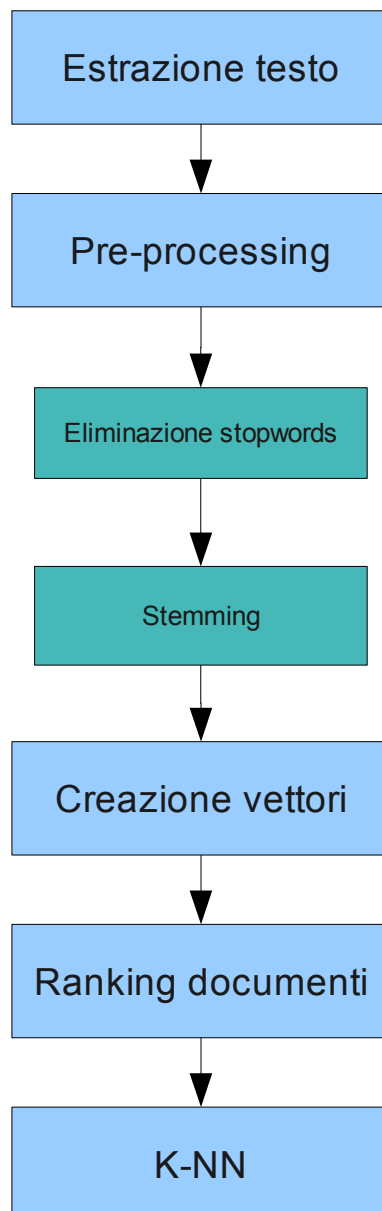 Estrazione testo
Pre-processing
Eliminazione stopwords
Stemming
Creazione vettori
Ranking documenti
K-NN